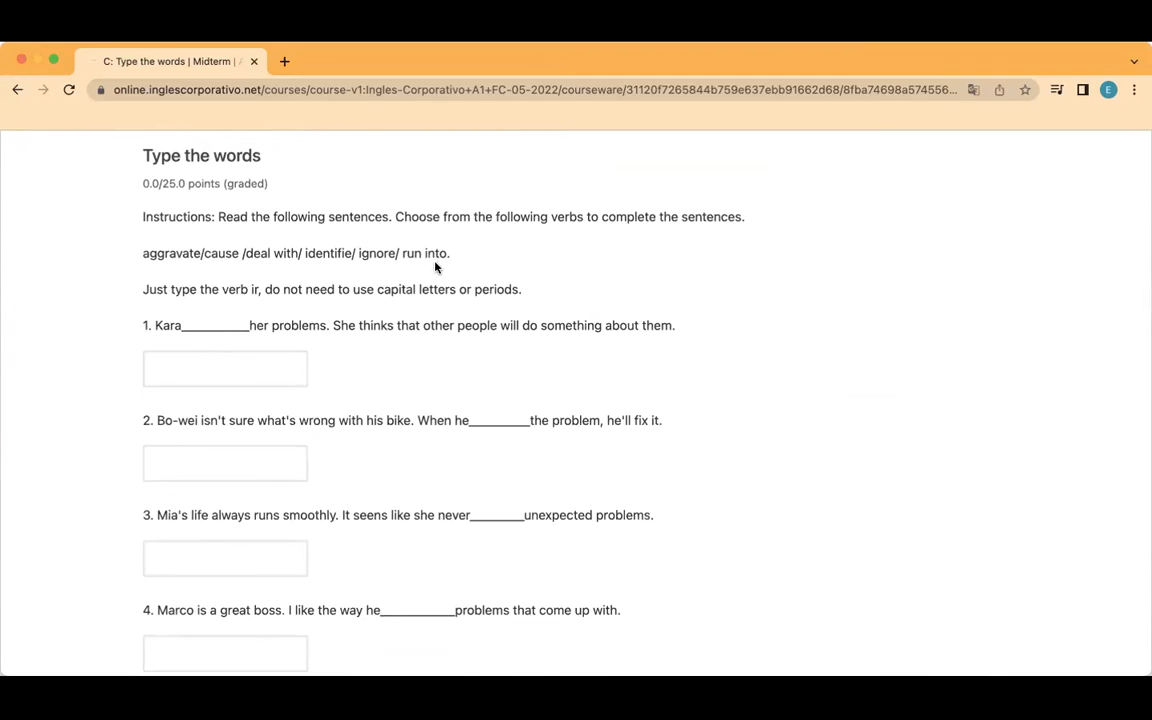 C: Type the words | Midterm |
online.inglescorporativo.net/courses/course-v1:Ingles-Corporativo+A1+FC-05-2022/courseware/31120f7265844b759e637ebb91662d68/8fba74698a574556...
E
Type the words
0.0/25.0 points (graded)
Instructions: Read the following sentences. Choose from the following verbs to complete the sentences.
aggravate/cause /deal with/ identifie/ ignore/ run into.
Just type the verb ir, do not need to use capital letters or periods.
1. Kara__________her problems. She thinks that other people will do something about them.
2. Bo-wei isn't sure what's wrong with his bike. When he_________the problem, he'll fix it.
3. Mia's life always runs smoothly. It seems like she never________unexpected problems.
4. Marco is a great boss. I like the way he___________problems that come up with.